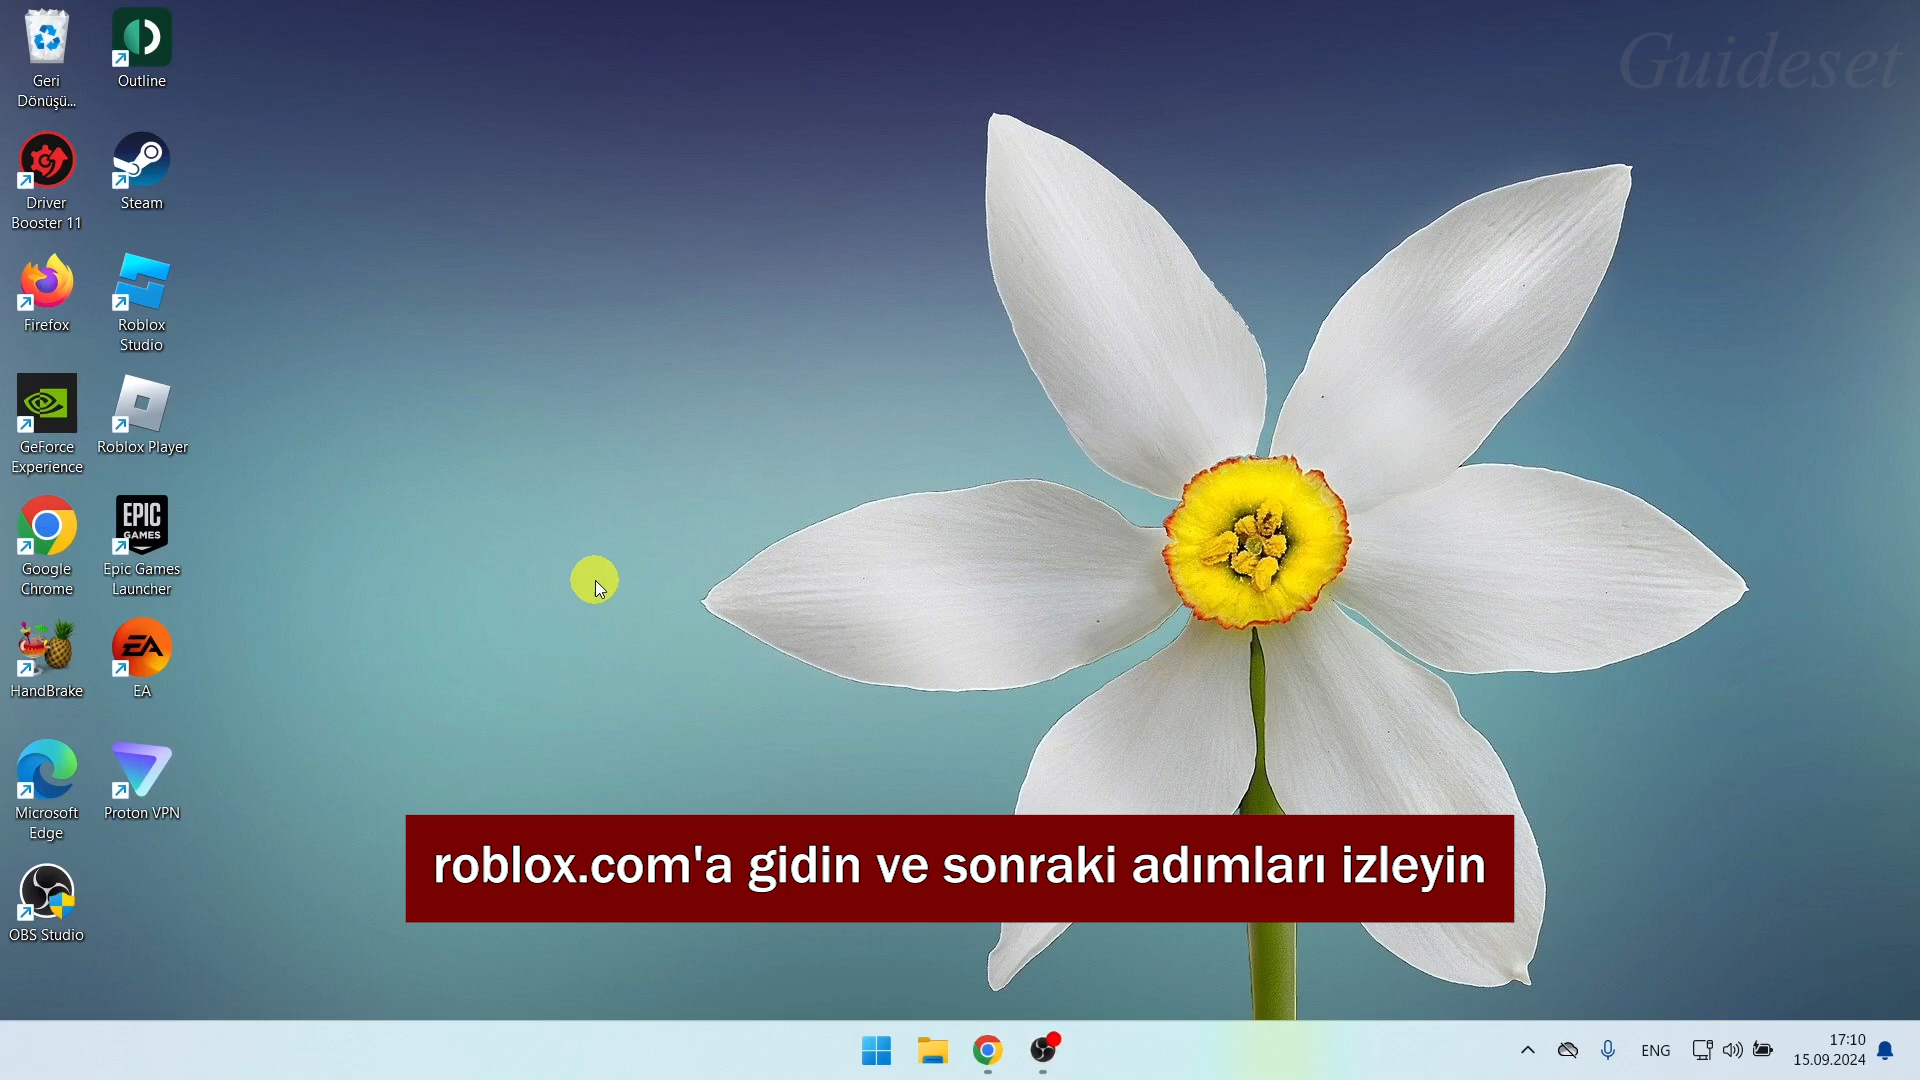 Guideset
Geri
Dönüşü...
Outline
Driver
Booster 11
Steam
Firefox
Roblox
Studio
GeForce
Experience
Roblox Player
Google
Chrome
EPIC
GAMES
Epic Games
Launcher
HandBrake
EA
EA
Microsoft
Edge
Proton VPN
OBS Studio
roblox.com'a gidin ve sonraki adımları izleyin
ENG
17:10
15.09.2024